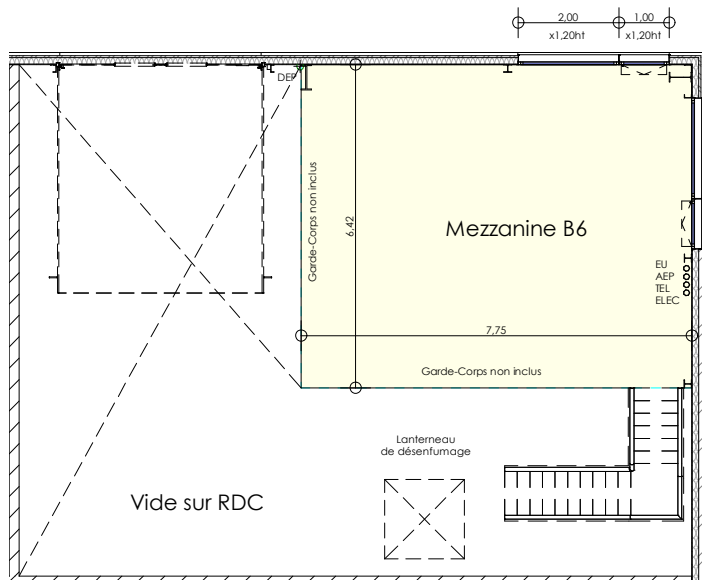 2,00
1,00
x1,20ht
x1,20ht
DEP
Garde-Corps non inclus
6,42
Mezzanine B6
EU
AEP
TEL
ELEC
7,75
Garde-Corps non inclus
Lanterneau
de désenfumage
Vide sur RDC